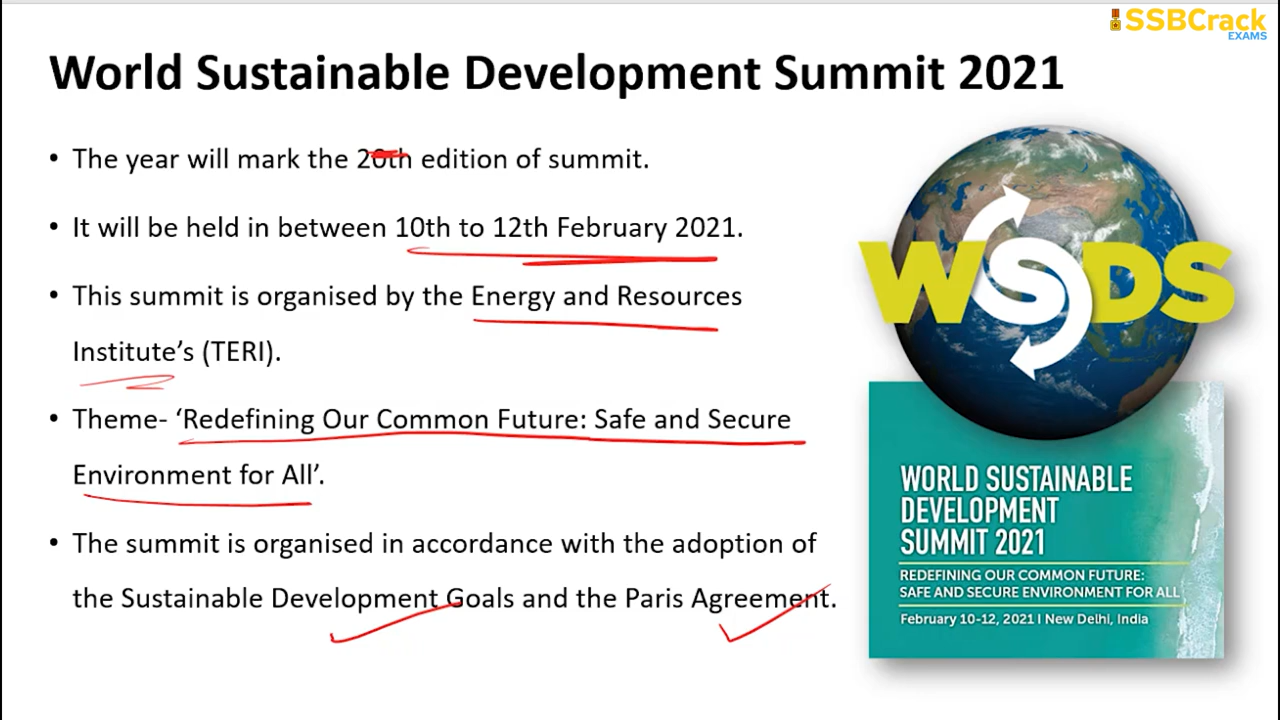 SSBCrack
EXAMS
World Sustainable Development Summit 2021
• The year will mark the 20th edition of summit.
• It will be held in between 10th to 12th February 2021.
• This summit is organised by the Energy and Resources
Institute's (TERI).
• Theme- 'Redefining Our Common Future: Safe and Secure
Environment for All'.
• The summit is organised in accordance with the adoption of
the Sustainable Development Goals and the Paris Agreement.
WSDS
WORLD SUSTAINABLE
DEVELOPMENT
SUMMIT 2021
REDEFINING OUR COMMON FUTURE:
SAFE AND SECURE ENVIRONMENT FOR ALL
February 10-12, 2021 I New Delhi, India